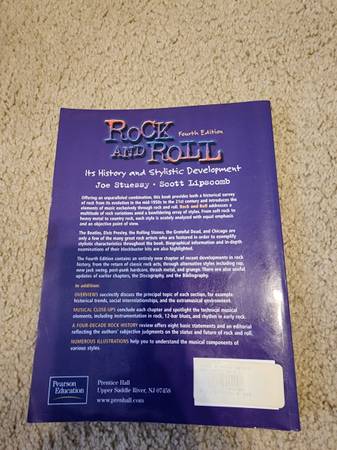 ROCK
Fourth Edition
AND ROLL
Its History and Stylistic Development
Joe Stuessy • Scott Lipscomb
Offering an unparalleled combination, this book provides both a historical survey
of rock from its evolution in the mid-1950s to the 21st century and introduces the
elements of music exclusively through rock and roll. Rock and Roll addresses a
multitude of rock variations amid a bewildering array of styles. From soft rock to
heavy metal to country rock, each style is acutely analyzed with equal emphasis
and an objective point of view.
The Beatles, Elvis Presley, the Rolling Stones, the Grateful Dead, and Chicago are
only a few of the many great rock artists who are featured in order to exemplify
stylistic characteristics throughout the book. Biographical information and in-depth
examinations of their blockbuster hits are also highlighted.
The Fourth Edition contains an entirely new chapter of recent developments in rock
history, from the return of classic rock acts, through alternative styles including rap,
new jack swing, post-punk hardcore, thrash metal, and grunge. There are also useful
updates of earlier chapters, the Discography, and the Bibliography.
In addition:
OVERVIEWS succinctly discuss the principal topic of each section, for example:
historical trends, social interrelationships, and the extramusical environment.
MUSICAL CLOSE-UPS conclude each chapter and spotlight the technical musical
elements, including instrumentation in rock, 12-bar blues, and rhythm in early rock.
A FOUR-DECADE ROCK HISTORY review offers eight basic statements and an editorial
reflecting the authors' subjective judgments on the status and future of rock and roll.
NUMEROUS ILLUSTRATIONS help you to understand the musical components of
various styles.
Pearson
Education
Prentice Hall
Upper Saddle River, NJ 07458
www.prenhall.com